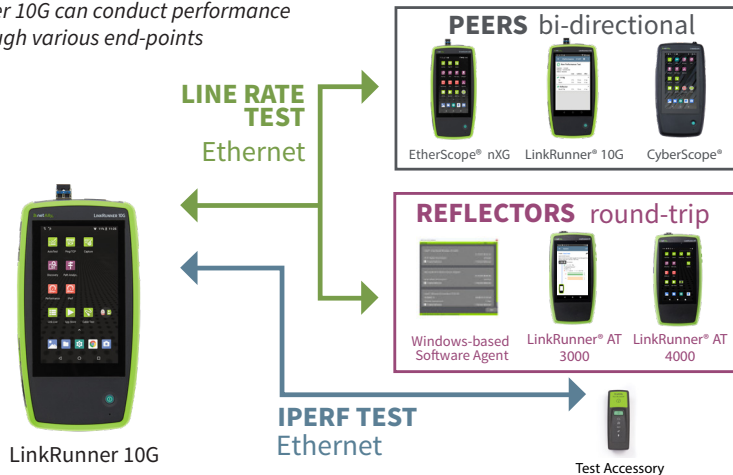 er 10G can conduct performance
ugh various end-points
PEERS bi-directional
EtherScope® nXG
LinkRunner® 10G
CyberScope®
LINE RATE
TEST
Ethernet
REFLECTORS round-trip
Windows-based
Software Agent
LinkRunner® AT
3000
LinkRunner® AT
4000
IPERF TEST
Ethernet
LinkRunner 10G
Test Accessory